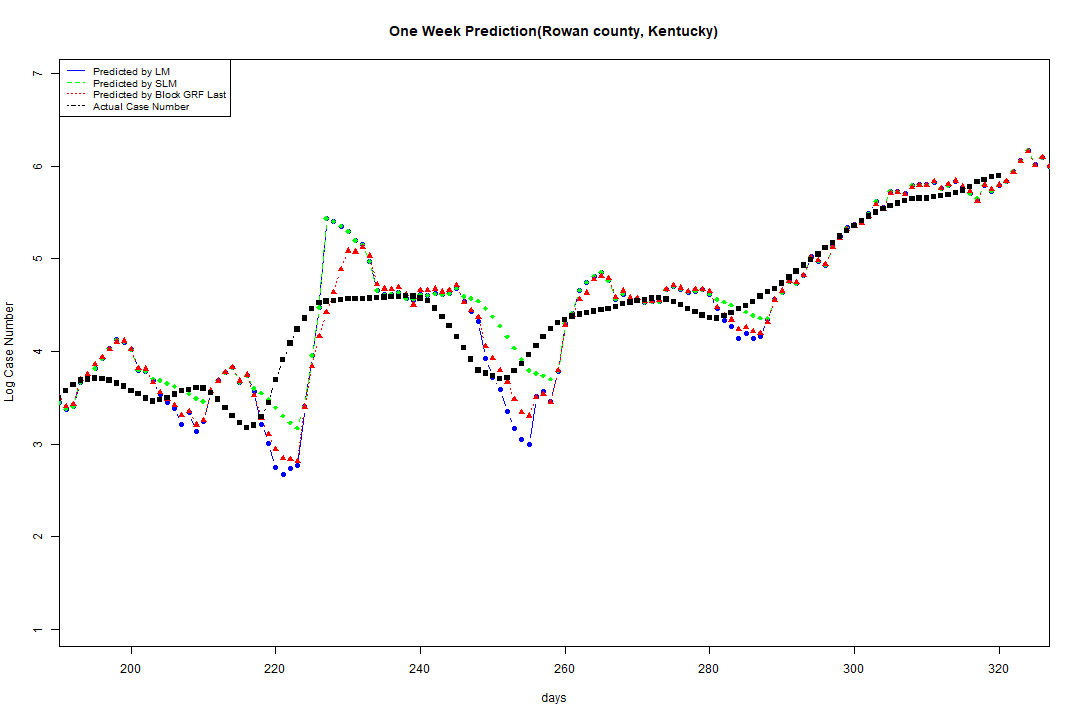 One Week Prediction(Rowan county, Kentucky)
Predicted by LM
Predicted by SLM
Predicted by Block GRF Last
Actual Case Number
7
6
5
4
3
2
1
Log Case Number
200 220 240 260 280 300 320
days